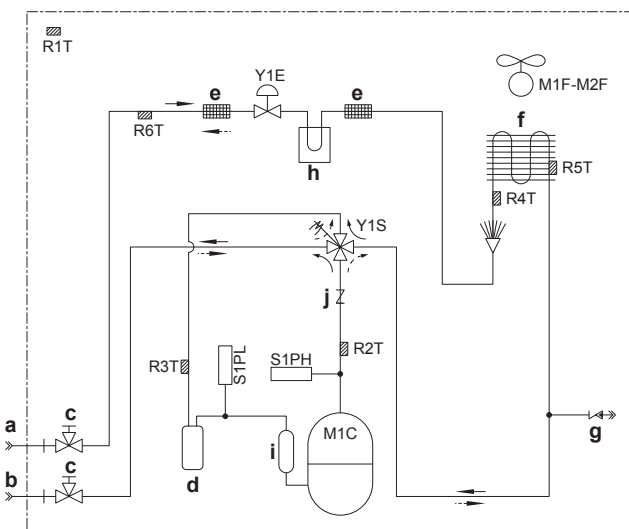 R1T
Y1E
M1F-M2F
e
e
f
R6T
h
R5T
R4T
Y1S
j
R3T
S1PL
S1PH
R2T
a
c
g
M1C
i
b
c
d